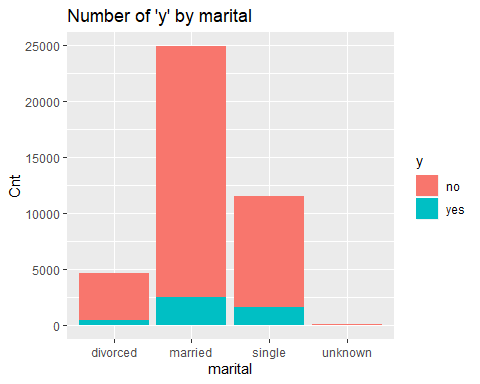 Number of 'y' by marital
25000
20000
15000
10000
5000
0
Cnt
divorced married single unknown
marital
y
no
yes